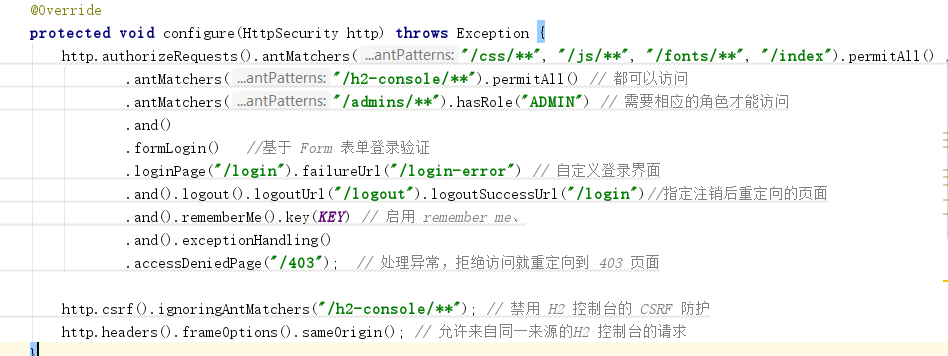 @Override
protected void configure(HttpSecurity http) throws Exception {
http.authorizeRequests().antMatchers( ...antPatterns: "/css/**", "/js/**", "/fonts/**", "/index").permitAll()
.antMatchers( ...antPatterns: "/h2-console/**").permitAll() // 都可以访问
.antMatchers( ...antPatterns: "/admins/**").hasRole("ADMIN") // 需要相应的角色才能访问
.and()
.formLogin() //基于 Form 表单登录验证
.loginPage("/login").failureUrl("/login-error") // 自定义登录界面
.and().logout().logoutUrl("/logout").logoutSuccessUrl("/login")//指定注销后重定向的页面
.and().rememberMe().key(KEY) // 启用 remember me、
.and().exceptionHandling()
.accessDeniedPage("/403"); // 处理异常，拒绝访问就重定向到 403 页面
http.csrf().ignoringAntMatchers("/h2-console/**"); // 禁用 H2 控制台的 CSRF 防护
http.headers().frameOptions().sameOrigin(); // 允许来自同一来源的H2 控制台的请求
}